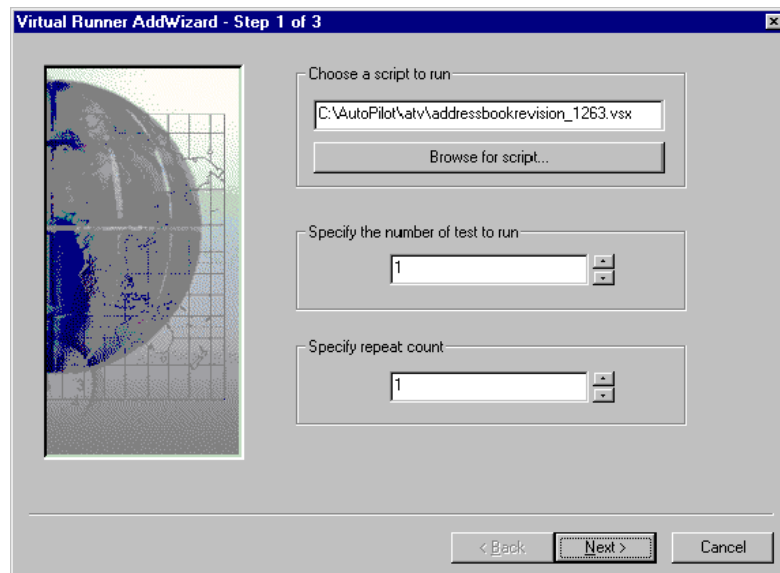 Virtual Runner AddWizard - Step 1 of 3
Choose a script to run
C:\AutoPilot\atv\addressbookrevision_1263.vsx
Browse for script...
Specify the number of test to run
1
Specify repeat count
1
< Back
Next >
Cancel